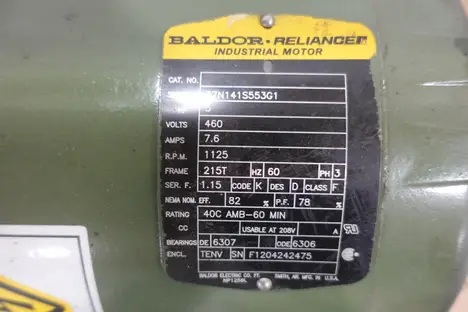 BALDOR · RELIANCE
INDUSTRIAL MOTOR
CAT. NO.
37N141S553G1
5
VOLTS 460
AMPS 7.6
R.P.M. 1125
FRAME 215T HZ 60 PH 3
SER. F. 1.15 CODE K DES D CLASS F
NEMA NOM. EFF. 82 % P.F. 78 %
RATING 40C AMB-60 MIN
CC USABLE AT 208V A
BEARINGS DE 6307 ODE 6306
ENCL. TENV SN F1204242475
BALDOR ELECTRIC CO. FT. SMITH, AR. MFG. IN U.S.A.